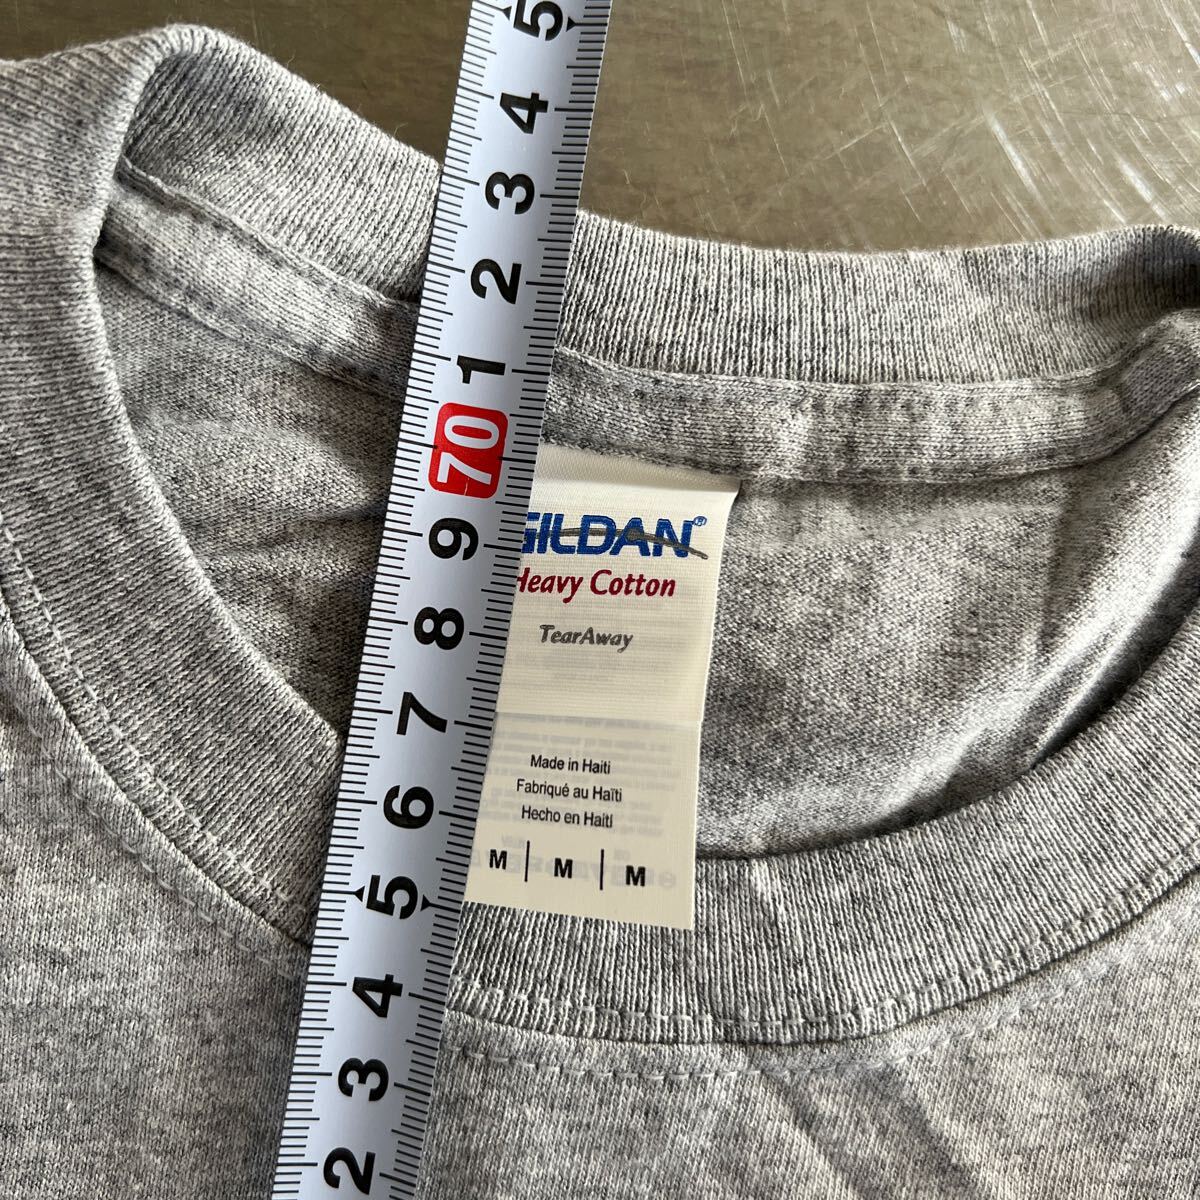 5
4
3
2
1
70
9
8
7
6
5
4
3
2
GILDAN®
Heavy Cotton
TearAway
Made in Haiti
Fabriqué au Haïti
Hecho en Haiti
M | M | M